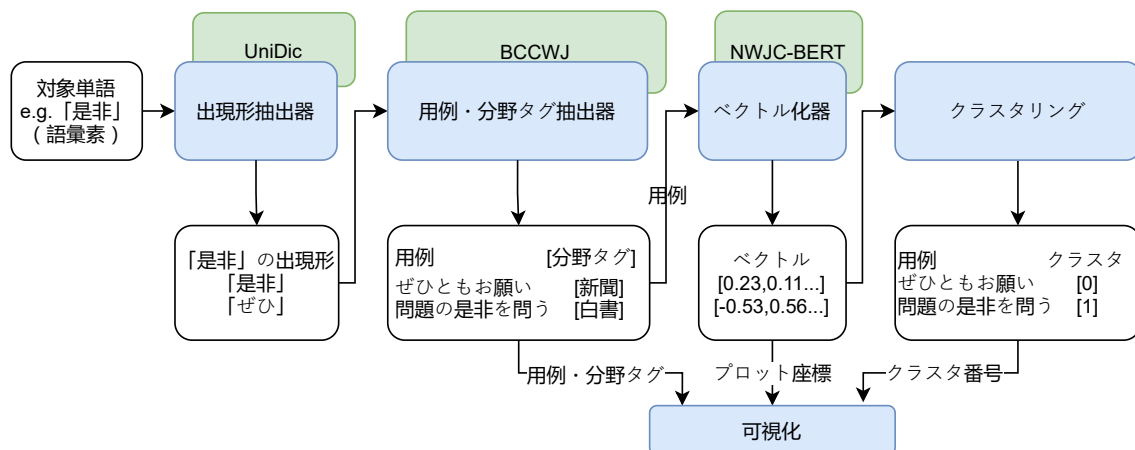 UniDic
BCCWJ
NWJC-BERT
対象単語
e.g.「是非」
(語彙素)
出現形抽出器
用例・分野タグ抽出器
ベクトル化器
クラスタリング
用例
「是非」の出現形
「是非」
「ぜひ」
用例 [分野タグ]
ぜひともお願い [新聞]
問題の是非を問う [白書]
ベクトル
[0.23,0.11...]
[-0.53,0.56...]
用例 クラスタ
ぜひともお願い [0]
問題の是非を問う [1]
用例・分野タグ
プロット座標
クラスタ番号
可視化